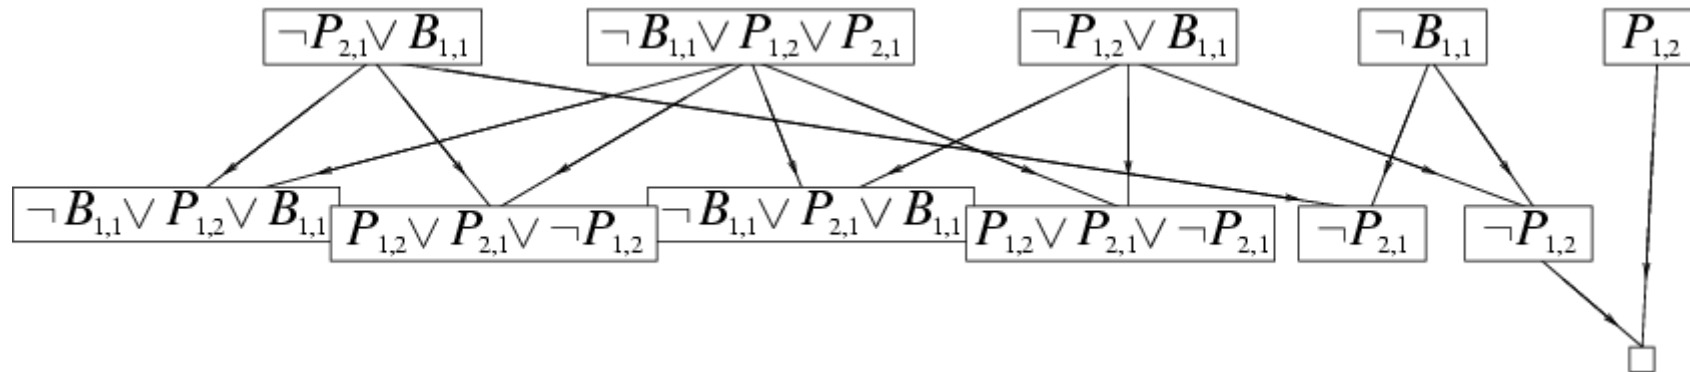 ¬P₂,₁ ∨ B₁,₁
¬B₁,₁ ∨ P₁,₂ ∨ P₂,₁
¬P₁,₂ ∨ B₁,₁
¬B₁,₁
P₁,₂
¬B₁,₁ ∨ P₁,₂ ∨ B₁,₁
P₁,₂ ∨ P₂,₁ ∨ ¬P₁,₂
¬B₁,₁ ∨ P₂,₁ ∨ B₁,₁
P₁,₂ ∨ P₂,₁ ∨ ¬P₂,₁
¬P₂,₁
¬P₁,₂